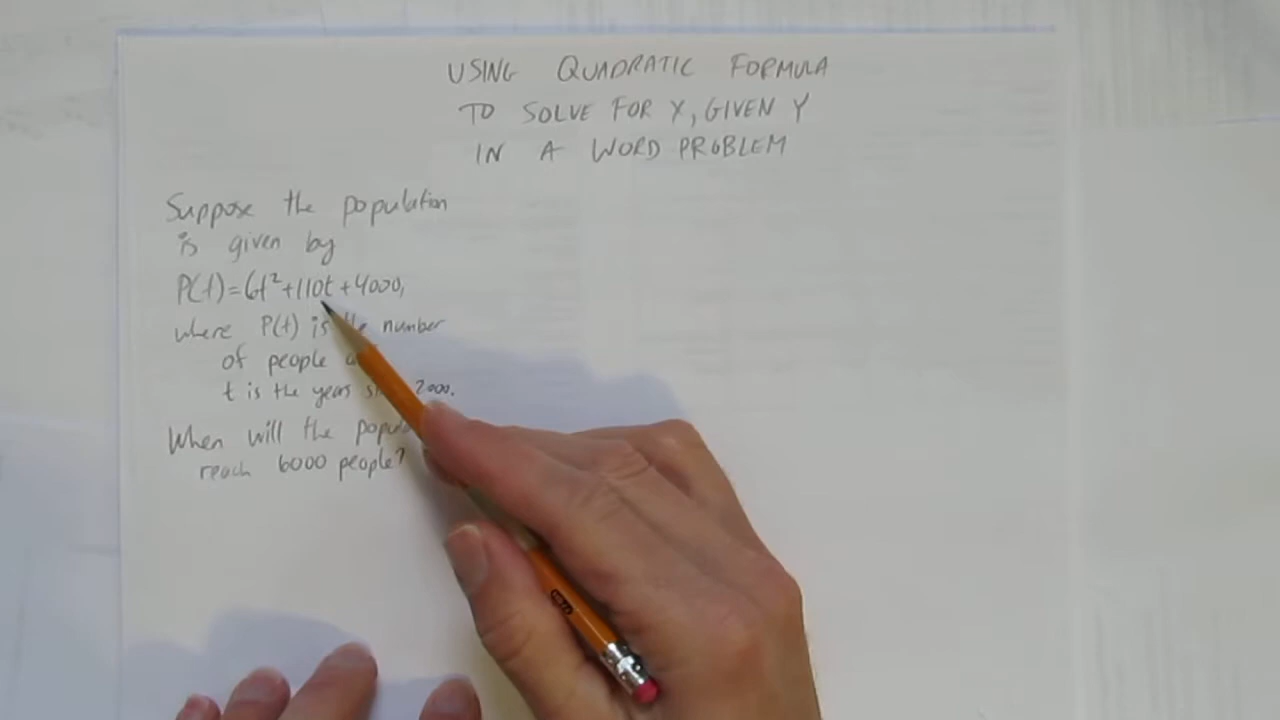 USING QUADRATIC FORMULA
TO SOLVE FOR X, GIVEN Y
IN A WORD PROBLEM
Suppose the population
is given by
P(t)=6t²+110t+4000,
where P(t) is the number
of people
t is the years 2000.
When will the
reach 6000 people?